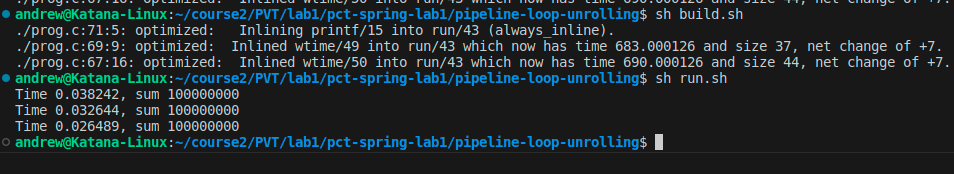 ./prog.c:67:16: optimized:  Inlined wtime/50 into run/43 which now has time 690.000126 and size 44, net change of +7.
andrew@Katana-Linux:~/course2/PVT/lab1/pct-spring-lab1/pipeline-loop-unrolling$ sh build.sh
./prog.c:71:5: optimized:   Inlining printf/15 into run/43 (always_inline).
./prog.c:69:9: optimized:  Inlined wtime/49 into run/43 which now has time 683.000126 and size 37, net change of +7.
./prog.c:67:16: optimized:  Inlined wtime/50 into run/43 which now has time 690.000126 and size 44, net change of +7.
andrew@Katana-Linux:~/course2/PVT/lab1/pct-spring-lab1/pipeline-loop-unrolling$ sh run.sh
Time 0.038242, sum 100000000
Time 0.032644, sum 100000000
Time 0.026489, sum 100000000
andrew@Katana-Linux:~/course2/PVT/lab1/pct-spring-lab1/pipeline-loop-unrolling$